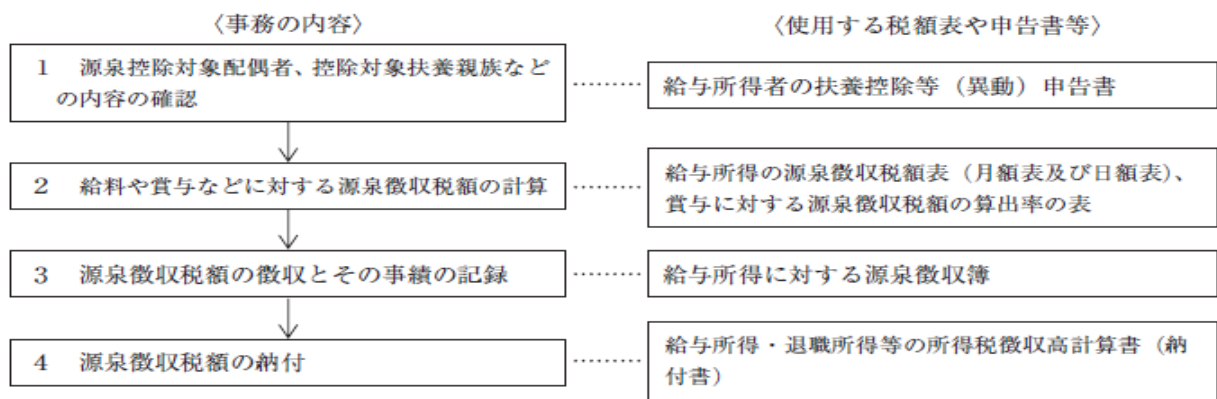 〈事務の内容〉
〈使用する税額表や申告書等〉
1 源泉控除対象配偶者、控除対象扶養親族など
の内容の確認
給与所得者の扶養控除等（異動）申告書
2 給料や賞与などに対する源泉徴収税額の計算
給与所得の源泉徴収税額表（月額表及び日額表）、
賞与に対する源泉徴収税額の算出率の表
3 源泉徴収税額の徴収とその事績の記録
給与所得に対する源泉徴収簿
4 源泉徴収税額の納付
給与所得・退職所得等の所得税徴収高計算書（納
付書）